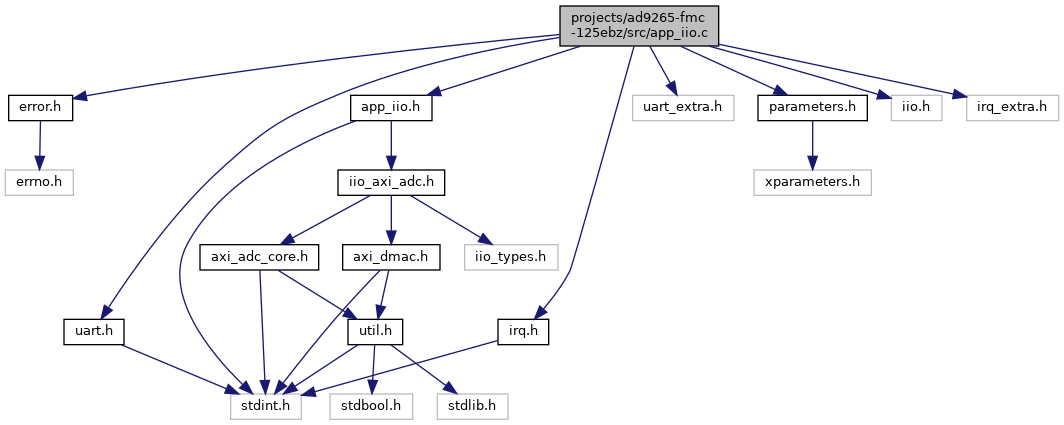 projects/ad9265-fmc
-125ebz/src/app_iio.c
error.h
app_iio.h
uart_extra.h
parameters.h
iio.h
irq_extra.h
errno.h
iio_axi_adc.h
xparameters.h
axi_adc_core.h
axi_dmac.h
iio_types.h
uart.h
util.h
irq.h
stdint.h
stdbool.h
stdlib.h